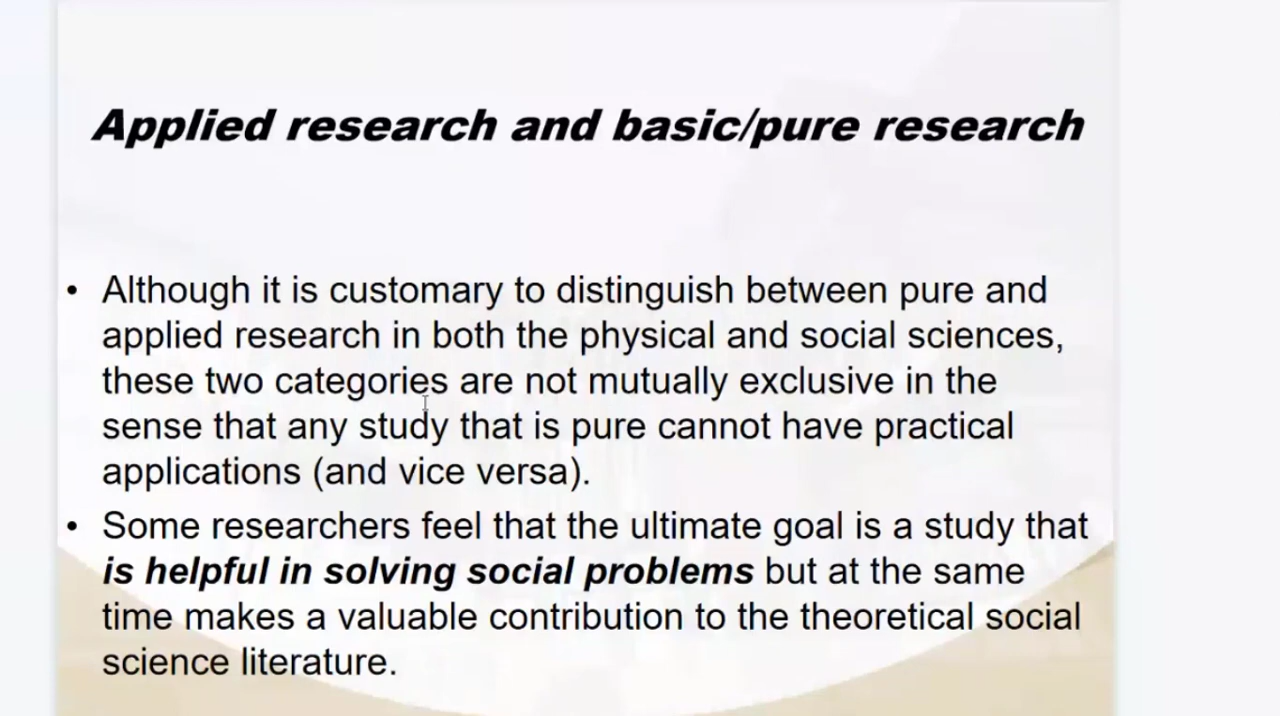 Applied research and basic/pure research
• Although it is customary to distinguish between pure and
applied research in both the physical and social sciences,
these two categories are not mutually exclusive in the
sense that any study that is pure cannot have practical
applications (and vice versa).
• Some researchers feel that the ultimate goal is a study that
is helpful in solving social problems but at the same
time makes a valuable contribution to the theoretical social
science literature.